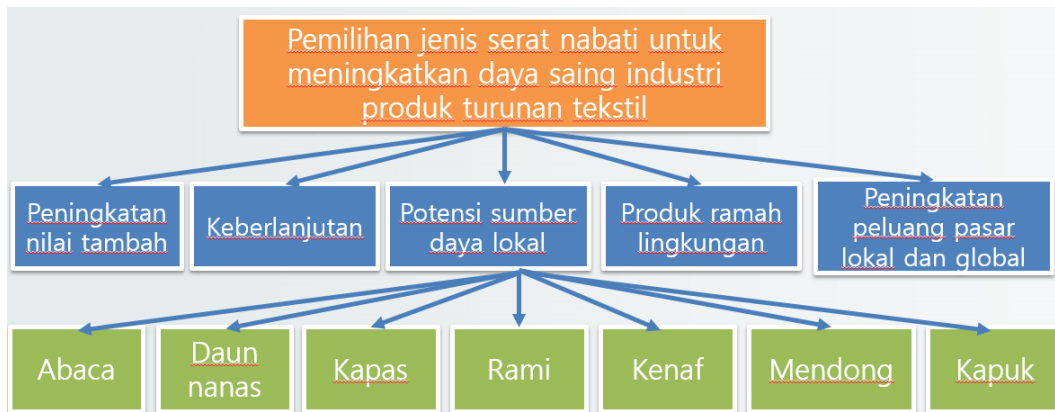 Pemilihan jenis serat nabati untuk
meningkatkan daya saing industri
produk turunan tekstil
Peningkatan
nilai tambah
Keberlanjutan
Potensi sumber
daya lokal
Produk ramah
lingkungan
Peningkatan
peluang pasar
lokal dan global
Abaca
Daun
nanas
Kapas
Rami
Kenaf
Mendong
Kapuk